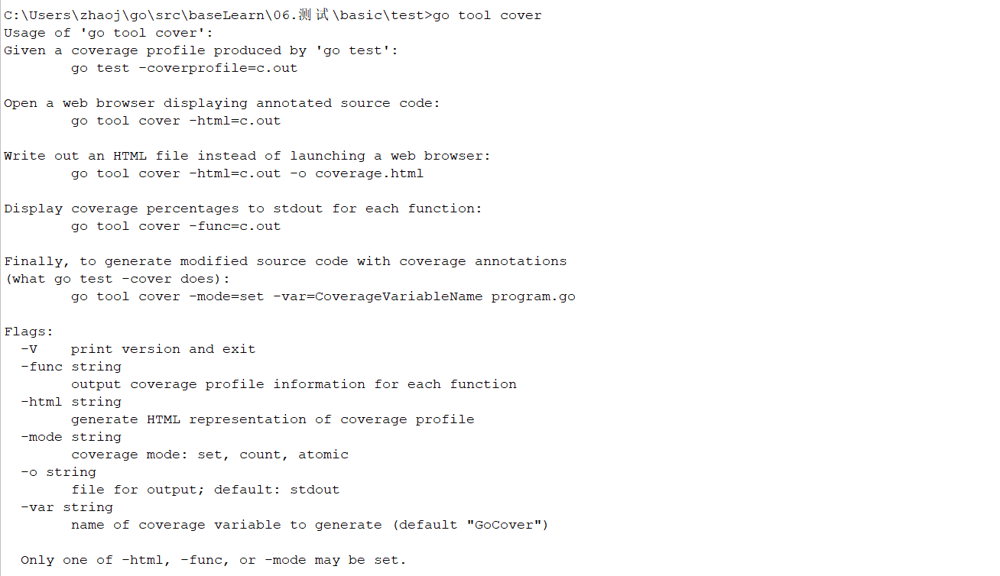 C:\Users\zhaoj\go\src\baseLearn\06.测试\basic\test>go tool cover
Usage of 'go tool cover':
Given a coverage profile produced by 'go test':
        go test -coverprofile=c.out

Open a web browser displaying annotated source code:
        go tool cover -html=c.out

Write out an HTML file instead of launching a web browser:
        go tool cover -html=c.out -o coverage.html

Display coverage percentages to stdout for each function:
        go tool cover -func=c.out

Finally, to generate modified source code with coverage annotations
(what go test -cover does):
        go tool cover -mode=set -var=CoverageVariableName program.go

Flags:
  -V    print version and exit
  -func string
        output coverage profile information for each function
  -html string
        generate HTML representation of coverage profile
  -mode string
        coverage mode: set, count, atomic
  -o string
        file for output; default: stdout
  -var string
        name of coverage variable to generate (default "GoCover")

  Only one of -html, -func, or -mode may be set.